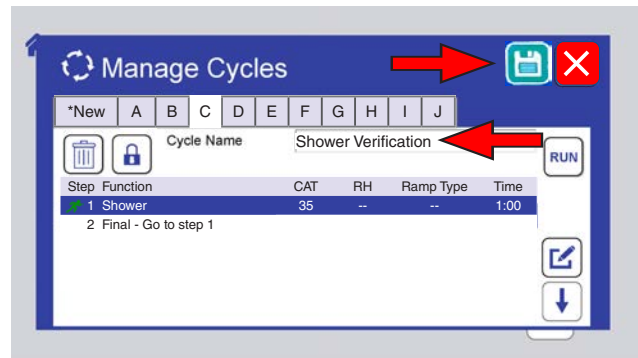 Manage Cycles
*New A B C D E F G H I J
Cycle Name Shower Verification RUN
Step Function CAT RH Ramp Type Time
1 Shower 35 -- -- 1:00
2 Final - Go to step 1